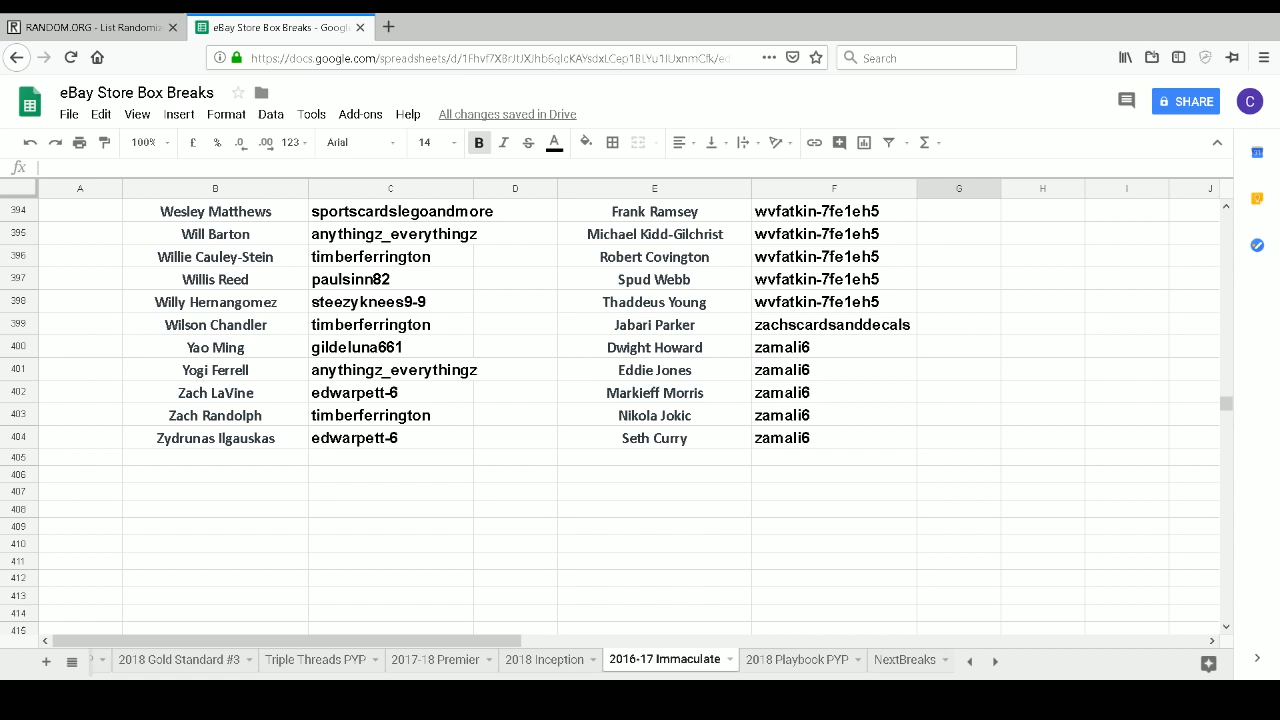 RANDOM.ORG - List Randomiz
eBay Store Box Breaks - Googl
Search
eBay Store Box Breaks
File Edit View Insert Format Data Tools Add-ons Help All changes saved in Drive
SHARE C
100% £ % .0 .00 123 Arial 14 B I S A Σ
fx
A B C D E F G H I J
394 Wesley Matthews sportscardslegoandmore Frank Ramsey wvfatkin-7fe1eh5
395 Will Barton anythingz_everythingz Michael Kidd-Gilchrist wvfatkin-7fe1eh5
396 Willie Cauley-Stein timberferrington Robert Covington wvfatkin-7fe1eh5
397 Willis Reed paulsinn82 Spud Webb wvfatkin-7fe1eh5
398 Willy Hernangomez steezyknees9-9 Thaddeus Young wvfatkin-7fe1eh5
399 Wilson Chandler timberferrington Jabari Parker zachscardsanddecals
400 Yao Ming gildeluna661 Dwight Howard zamali6
401 Yogi Ferrell anythingz_everythingz Eddie Jones zamali6
402 Zach LaVine edwarpett-6 Markieff Morris zamali6
403 Zach Randolph timberferrington Nikola Jokic zamali6
404 Zydrunas Ilgauskas edwarpett-6 Seth Curry zamali6
405
406
407
408
409
410
411
412
413
414
415
2018 Gold Standard #3 Triple Threads PYP 2017-18 Premier 2018 Inception 2016-17 Immaculate 2018 Playbook PYP NextBreaks